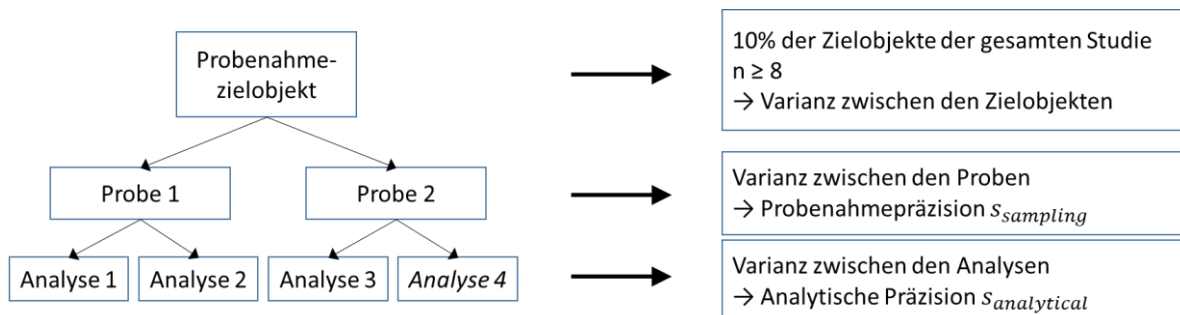 Probenahme-
zielobjekt
10% der Zielobjekte der gesamten Studie
n ≥ 8
→ Varianz zwischen den Zielobjekten
Probe 1
Probe 2
Varianz zwischen den Proben
→ Probenahmepräzision s_sampling
Analyse 1
Analyse 2
Analyse 3
Analyse 4
Varianz zwischen den Analysen
→ Analytische Präzision s_analytical